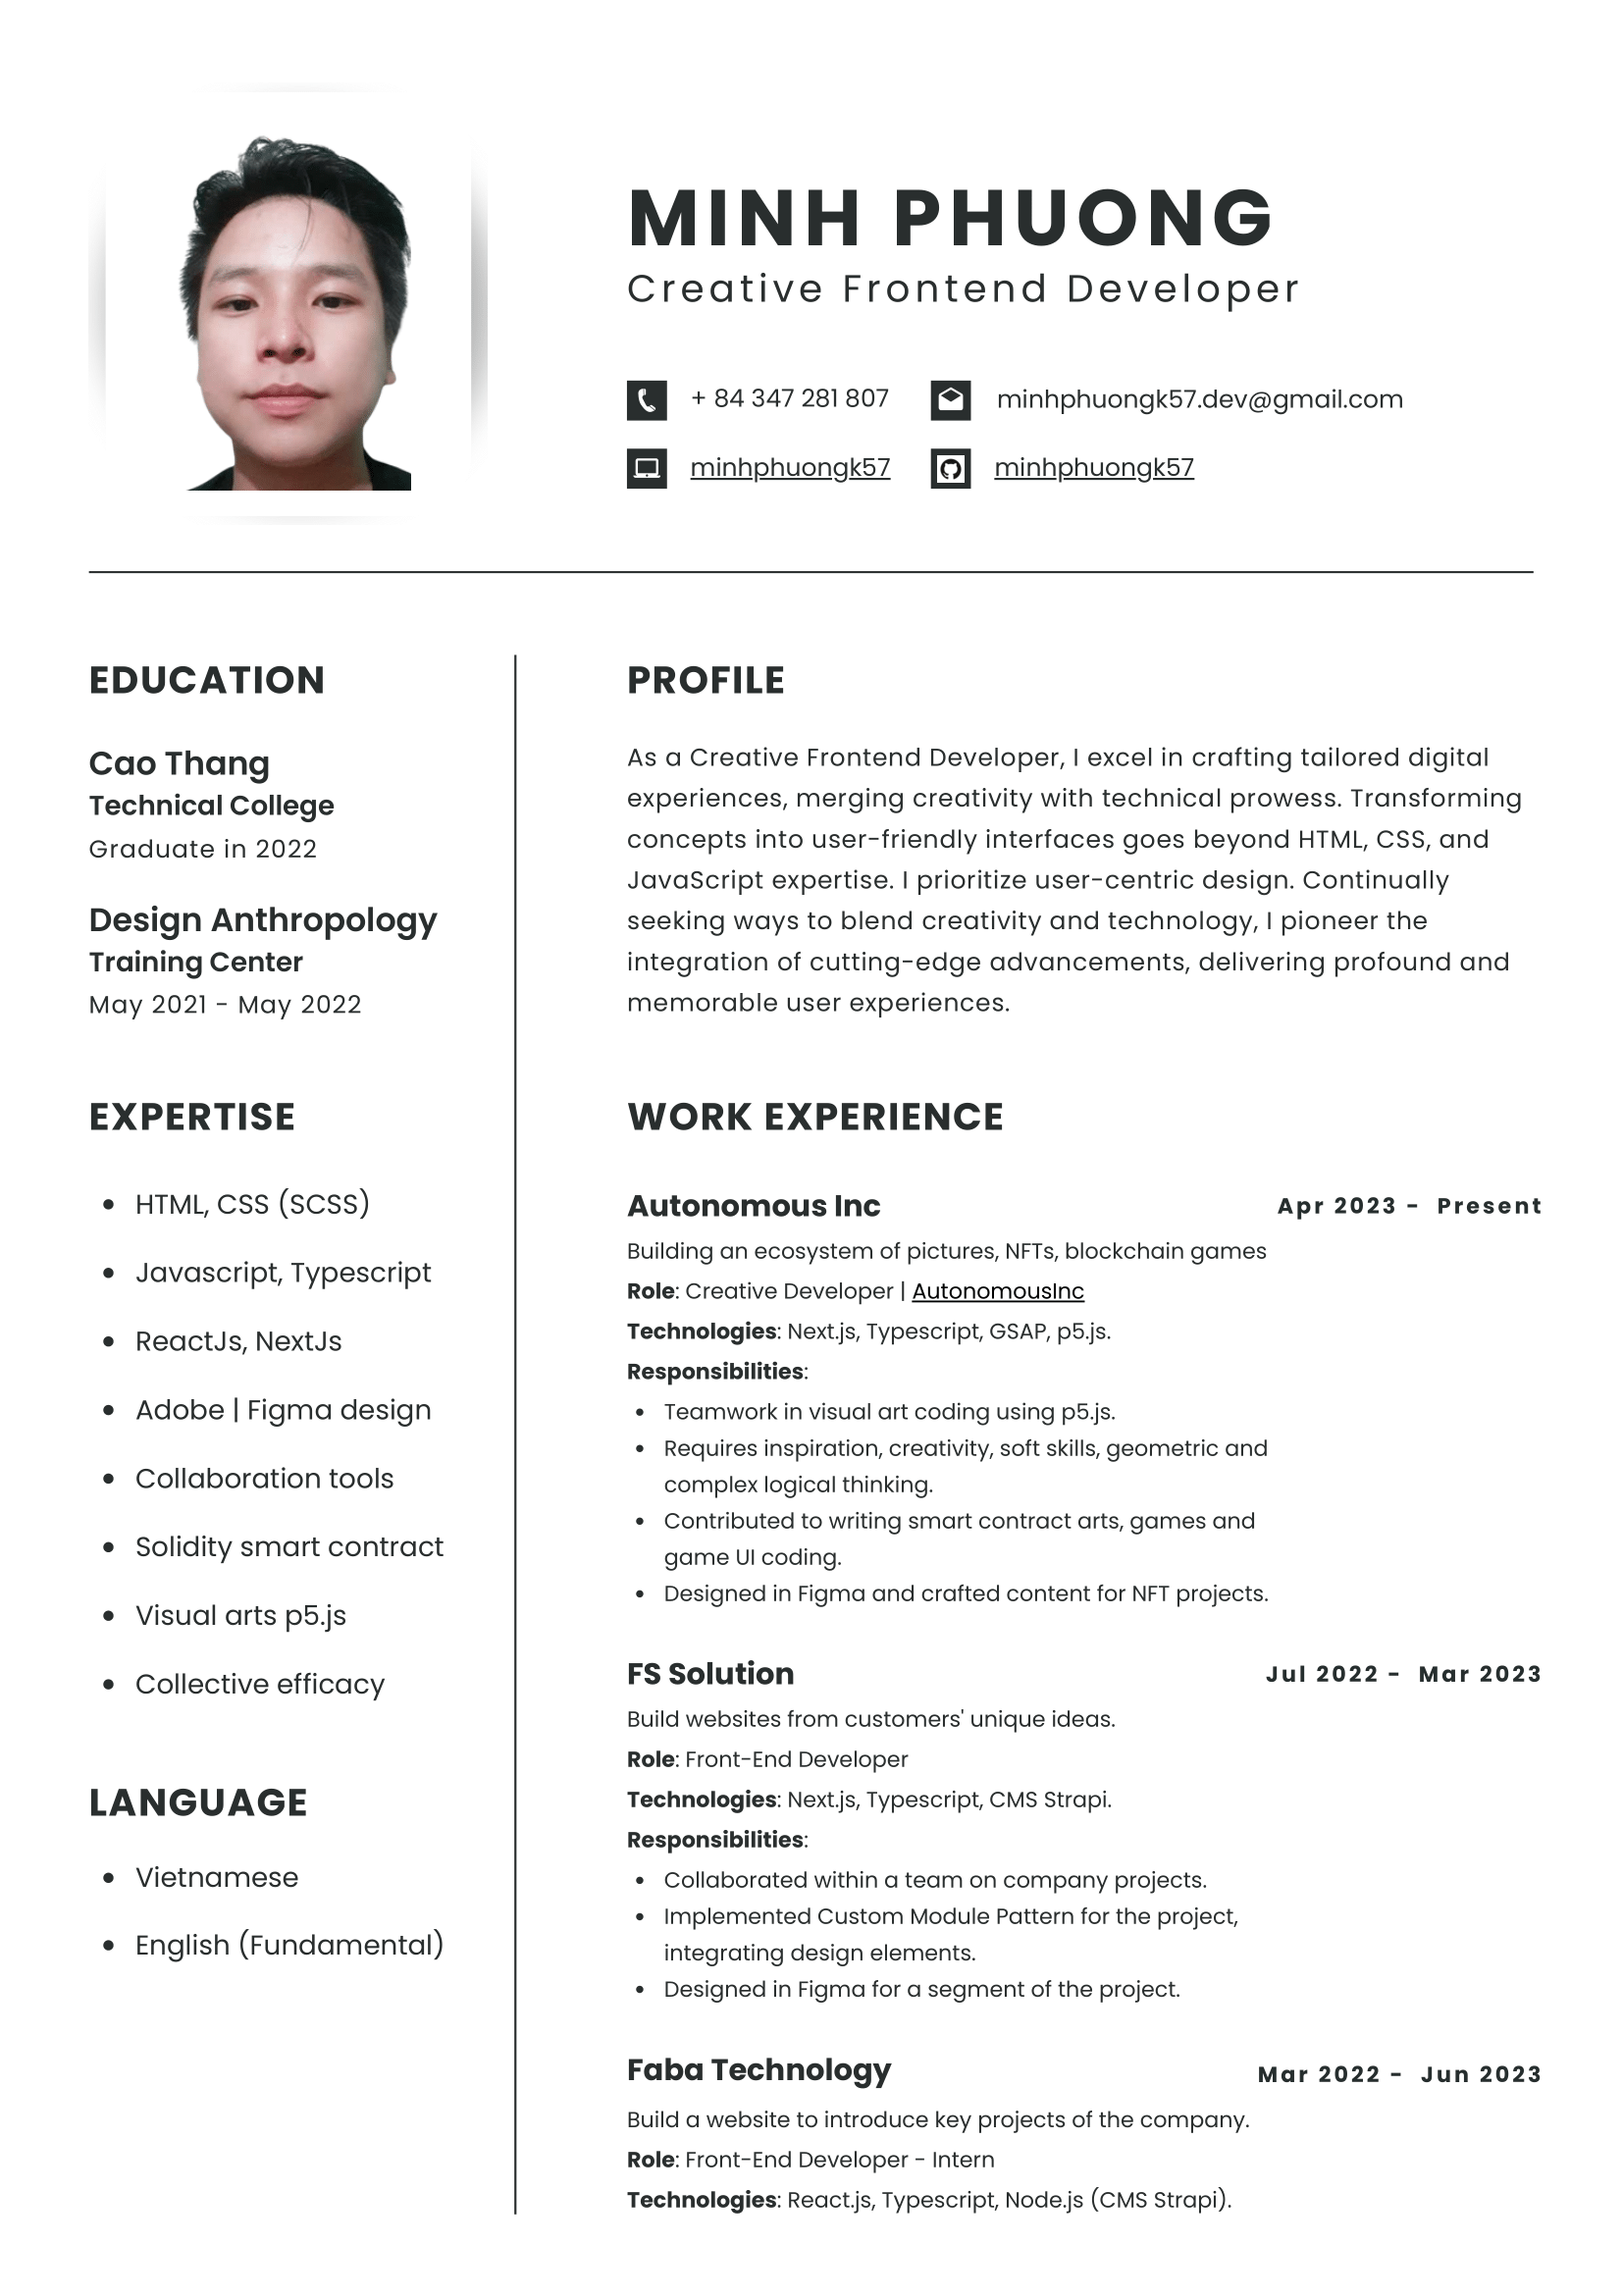 MINH PHUONG
Creative Frontend Developer
+ 84 347 281 807
minhphuongk57.dev@gmail.com
minhphuongk57
minhphuongk57
EDUCATION
Cao Thang
Technical College
Graduate in 2022
Design Anthropology
Training Center
May 2021 - May 2022
EXPERTISE
• HTML, CSS (SCSS)
• Javascript, Typescript
• ReactJs, NextJs
• Adobe | Figma design
• Collaboration tools
• Solidity smart contract
• Visual arts p5.js
• Collective efficacy
LANGUAGE
• Vietnamese
• English (Fundamental)
PROFILE
As a Creative Frontend Developer, I excel in crafting tailored digital
experiences, merging creativity with technical prowess. Transforming
concepts into user-friendly interfaces goes beyond HTML, CSS, and
JavaScript expertise. I prioritize user-centric design. Continually
seeking ways to blend creativity and technology, I pioneer the
integration of cutting-edge advancements, delivering profound and
memorable user experiences.
WORK EXPERIENCE
Autonomous Inc
Apr 2023 - Present
Building an ecosystem of pictures, NFTs, blockchain games
Role: Creative Developer | AutonomousInc
Technologies: Next.js, Typescript, GSAP, p5.js.
Responsibilities:
• Teamwork in visual art coding using p5.js.
• Requires inspiration, creativity, soft skills, geometric and
complex logical thinking.
• Contributed to writing smart contract arts, games and
game UI coding.
• Designed in Figma and crafted content for NFT projects.
FS Solution
Jul 2022 - Mar 2023
Build websites from customers' unique ideas.
Role: Front-End Developer
Technologies: Next.js, Typescript, CMS Strapi.
Responsibilities:
• Collaborated within a team on company projects.
• Implemented Custom Module Pattern for the project,
integrating design elements.
• Designed in Figma for a segment of the project.
Faba Technology
Mar 2022 - Jun 2023
Build a website to introduce key projects of the company.
Role: Front-End Developer - Intern
Technologies: React.js, Typescript, Node.js (CMS Strapi).